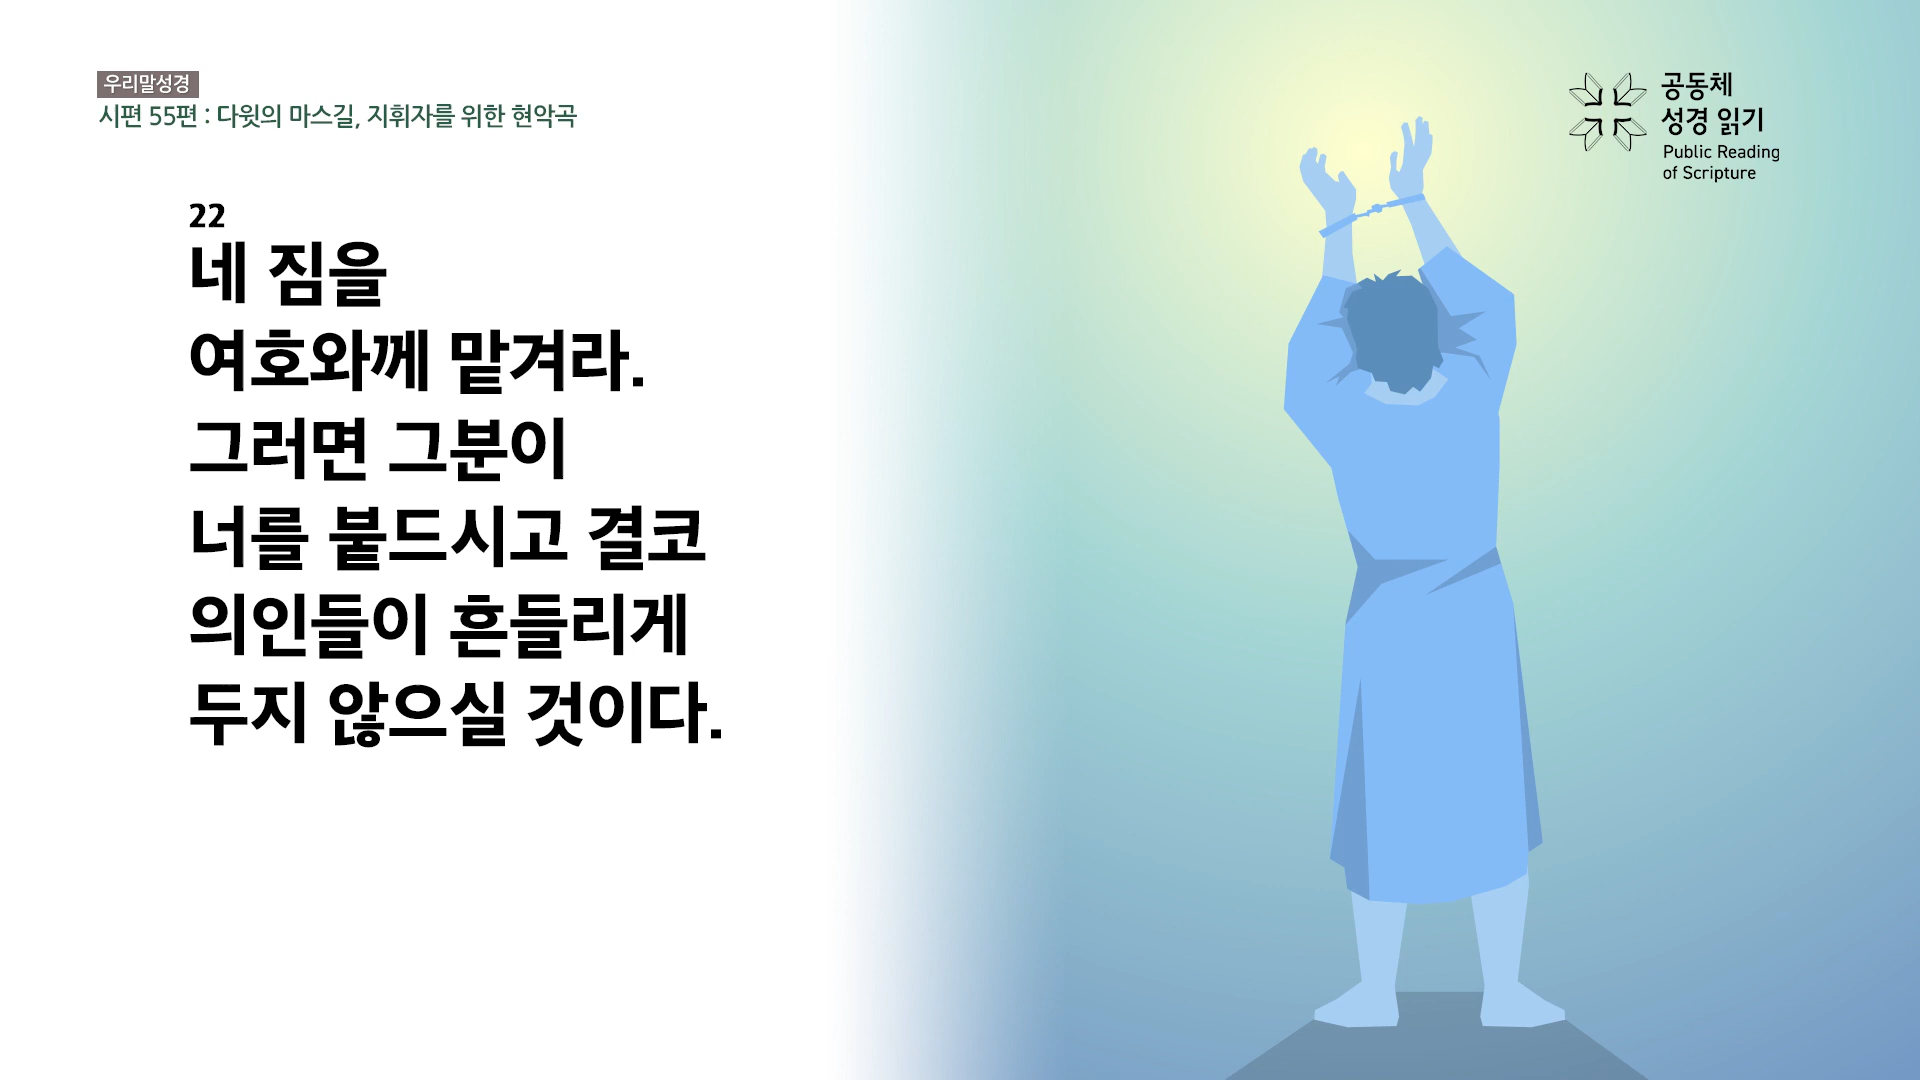 우리말성경
시편 55편 : 다윗의 마스길, 지휘자를 위한 현악곡
22
네 짐을
여호와께 맡겨라.
그러면 그분이
너를 붙드시고 결코
의인들이 흔들리게
두지 않으실 것이다.
공동체
성경 읽기
Public Reading
of Scripture